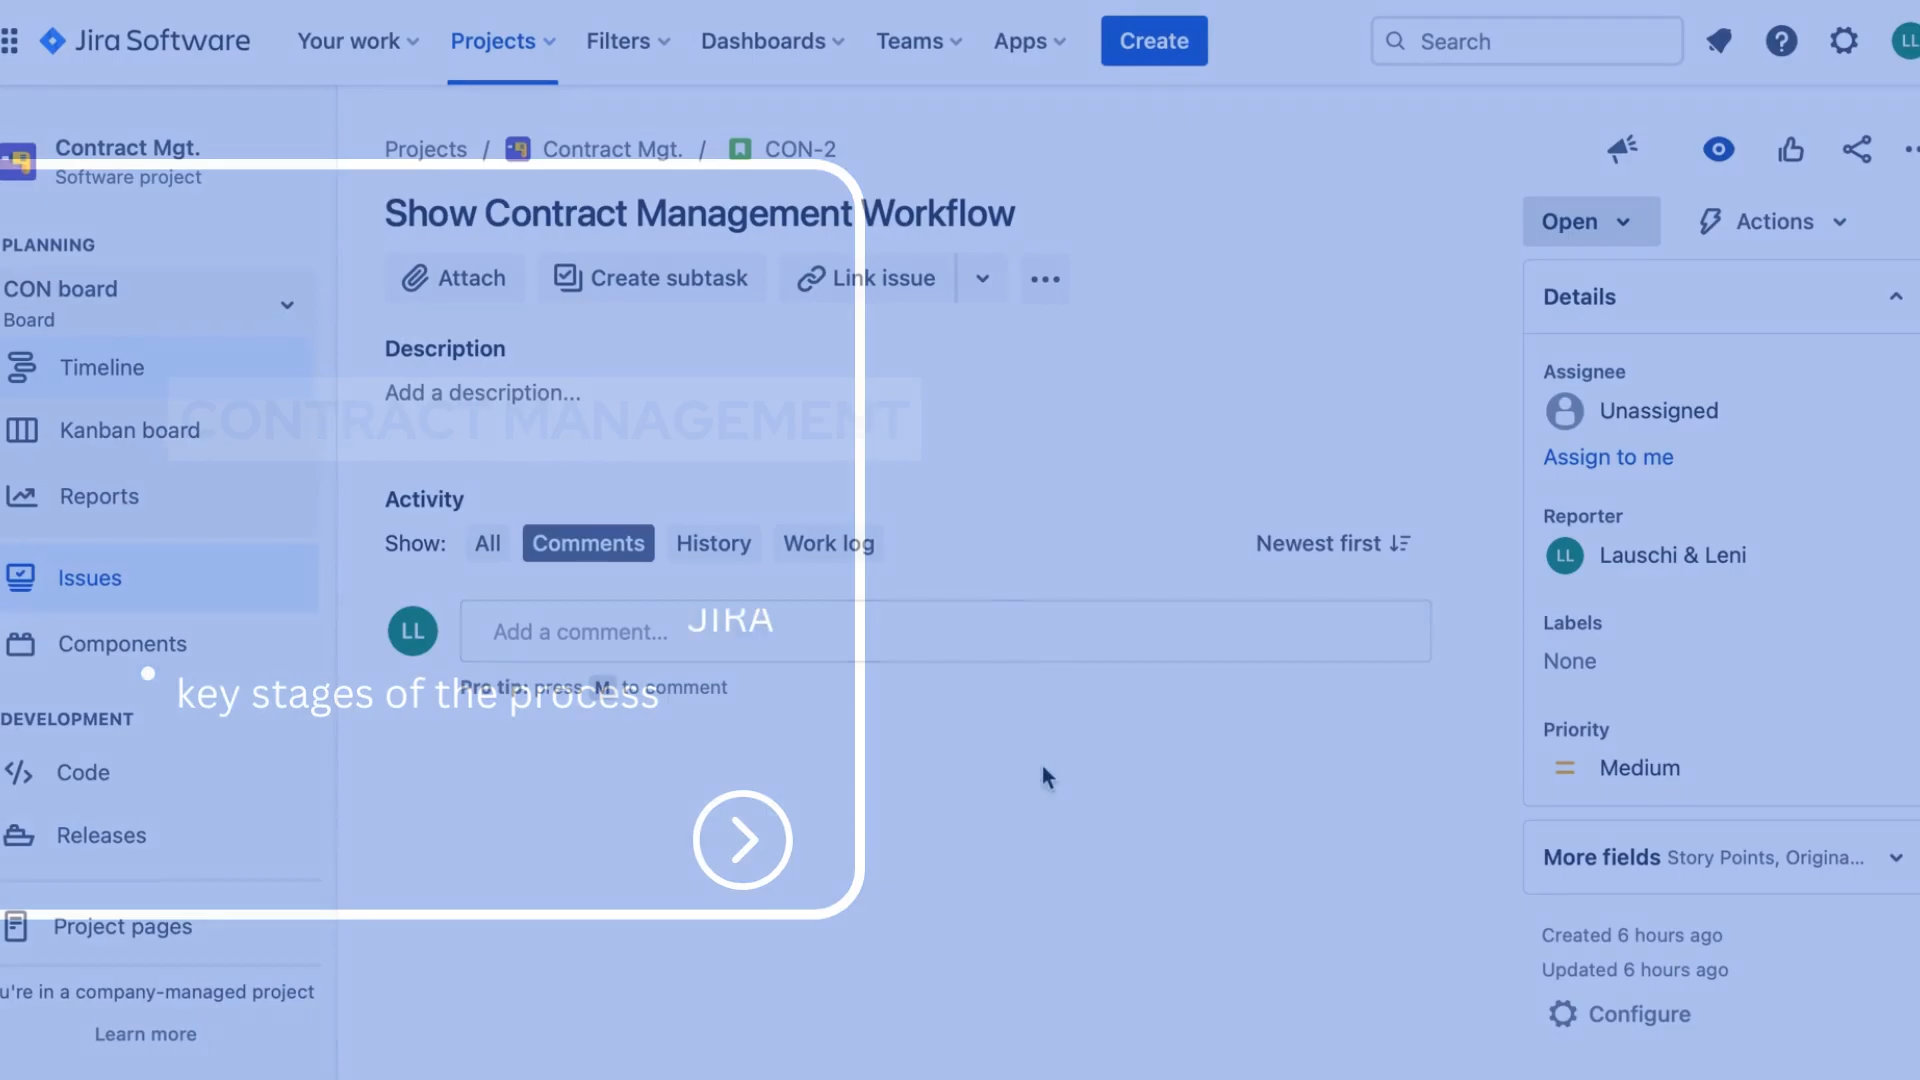 Jira Software Your work Projects Filters Dashboards Teams Apps Create Search LL
Contract Mgt.
Software project
PLANNING
CON board
Board
Timeline
Kanban board
Reports
Issues
Components
DEVELOPMENT
Code
Releases
Project pages
u're in a company-managed project
Learn more
Projects / Contract Mgt. / CON-2
Show Contract Management Workflow
Attach Create subtask Link issue
Description
Add a description...
CONTRACT MANAGEMENT
Activity
Show: All Comments History Work log Newest first
LL Add a comment...
JIRA
Pro tip: press M to comment
key stages of the process
Open Actions
Details
Assignee
Unassigned
Assign to me
Reporter
LL Lauschi & Leni
Labels
None
Priority
Medium
More fields Story Points, Origina...
Created 6 hours ago
Updated 6 hours ago
Configure